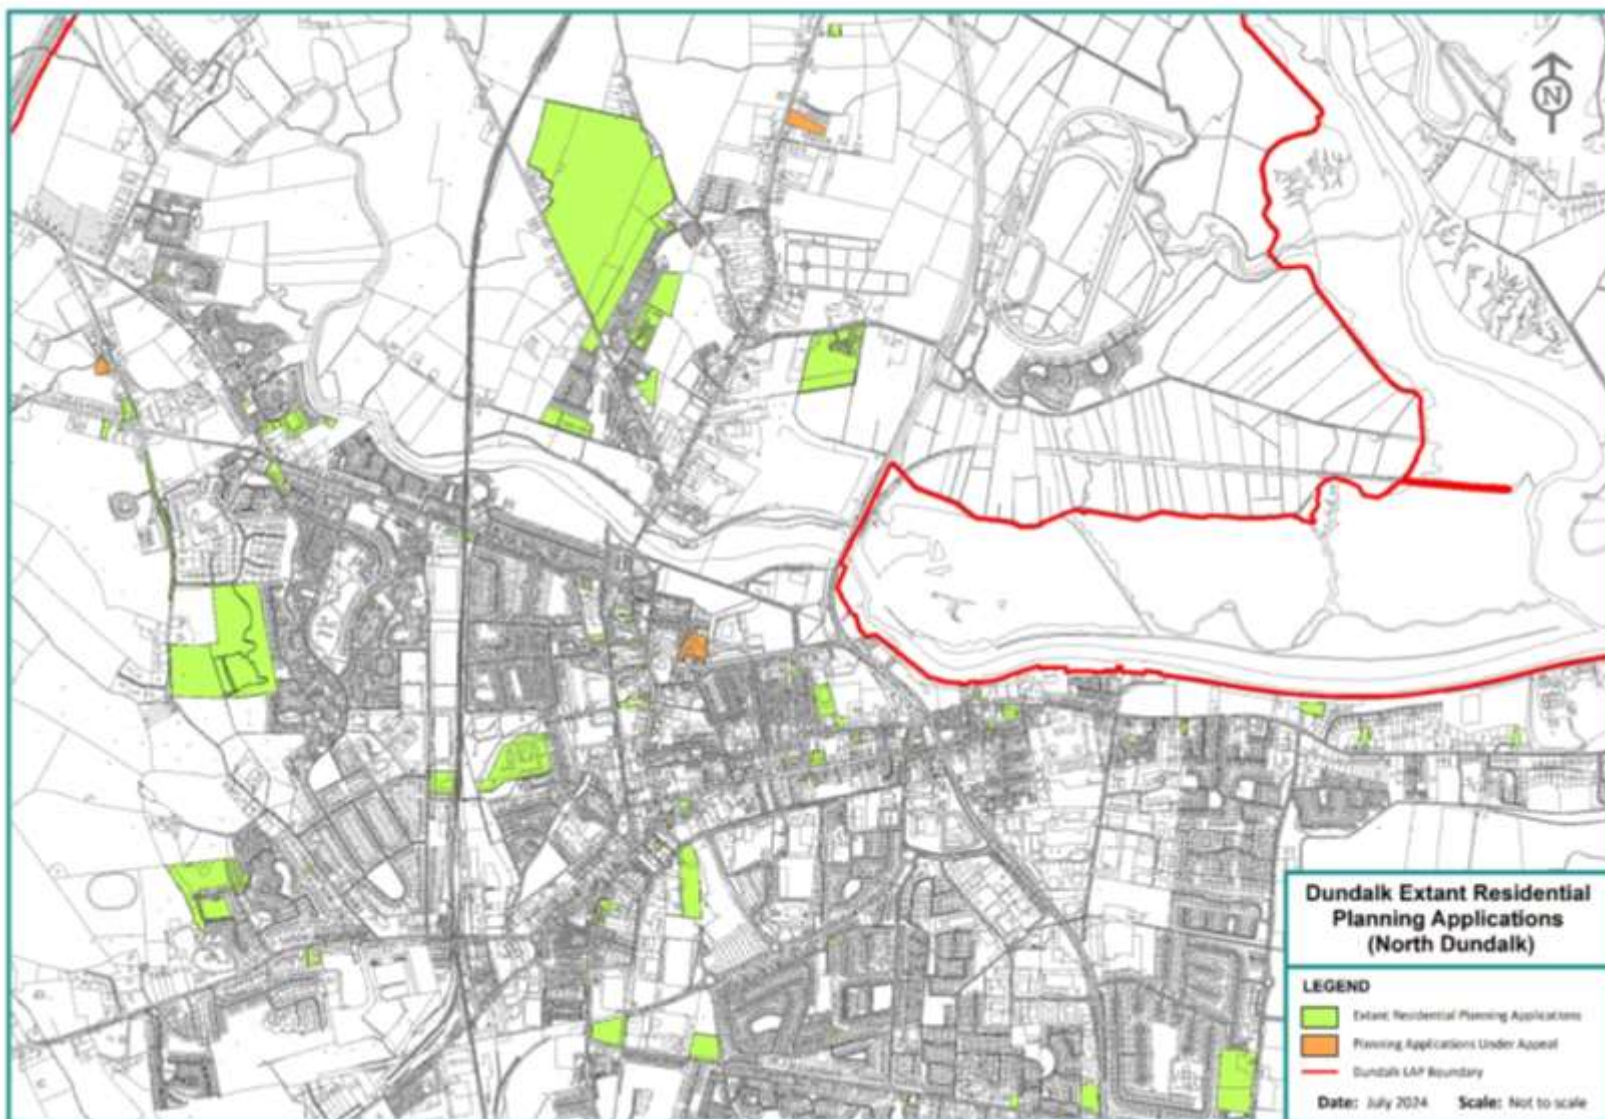 N
Dundalk Extant Residential
Planning Applications
(North Dundalk)
LEGEND
Extant Residential Planning Applications
Planning Applications Under Appeal
Dundalk LAP Boundary
Date: July 2024 Scale: Not to scale